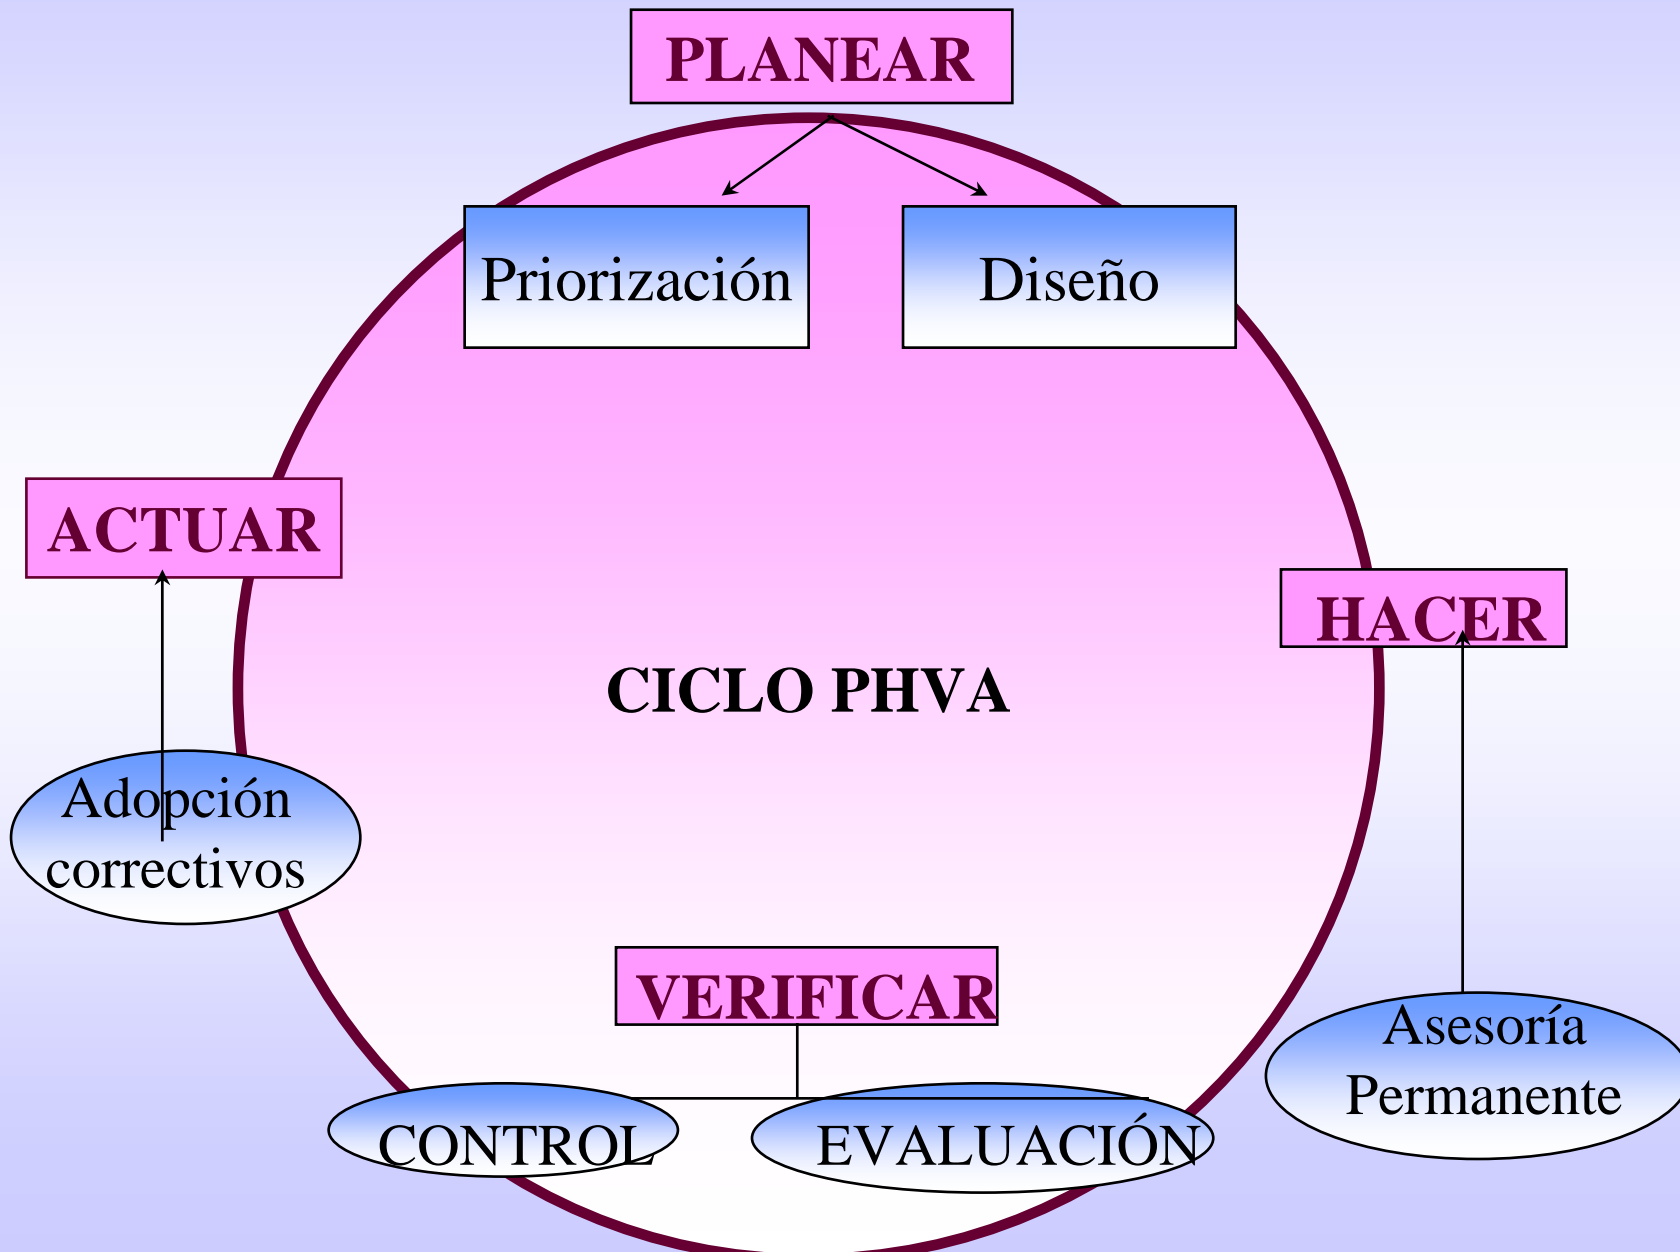 PLANEAR
Priorización
Diseño
ACTUAR
HACER
CICLO PHVA
Adopción
correctivos
VERIFICAR
Asesoría
Permanente
CONTROL
EVALUACIÓN